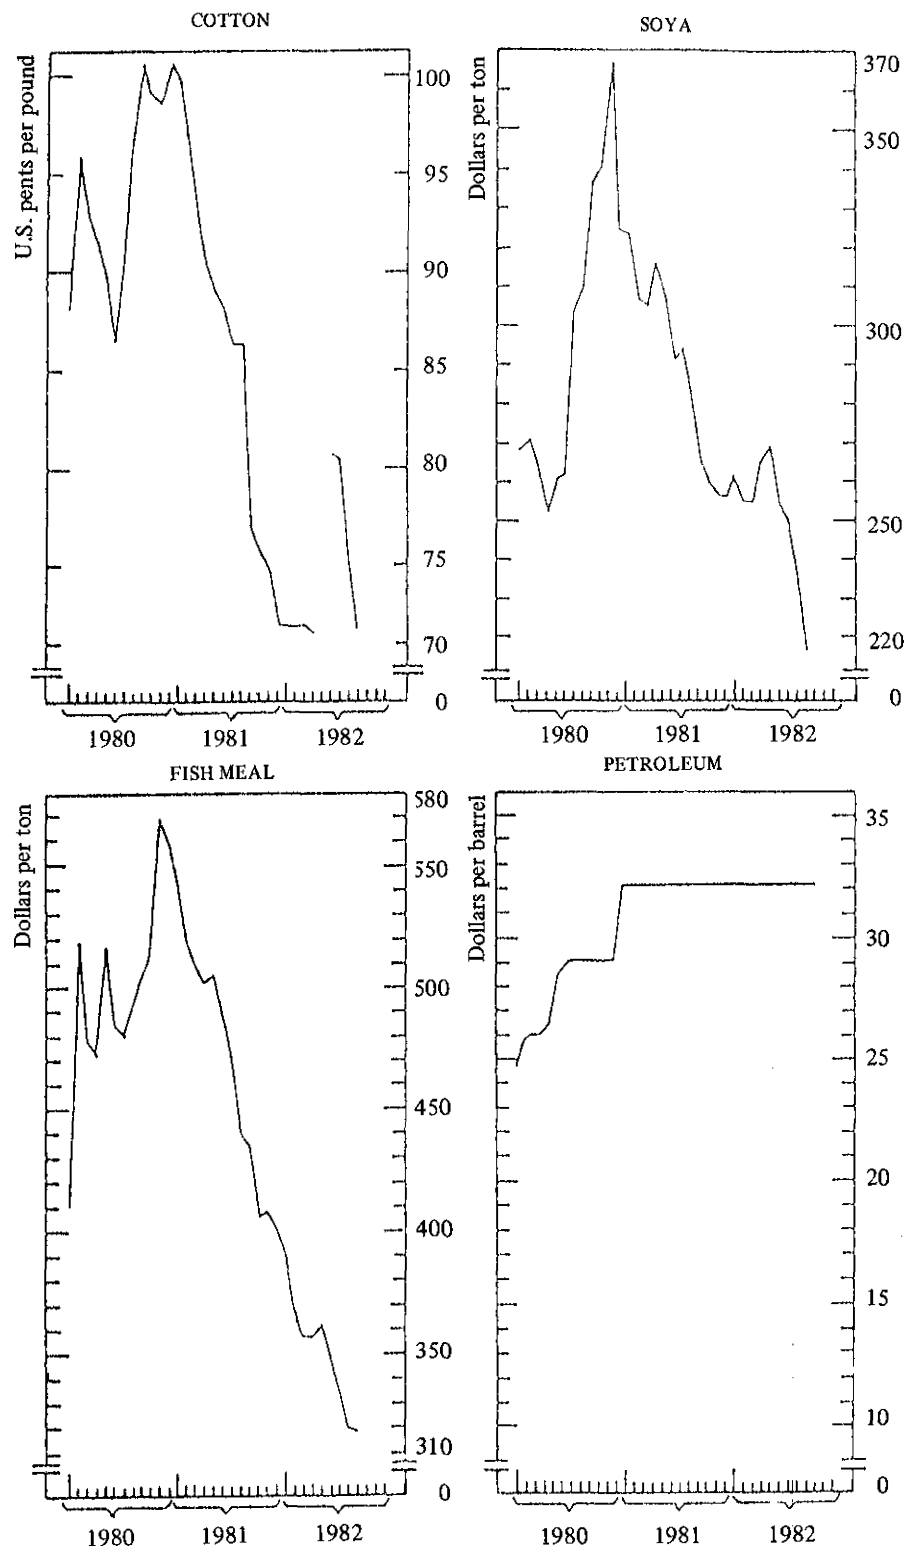 COTTON
U.S. pents per pound
100
95
90
85
80
75
70
0
1980 1981 1982
SOYA
Dollars per ton
370
350
300
250
220
0
1980 1981 1982
FISH MEAL
Dollars per ton
580
550
500
450
400
350
310
0
1980 1981 1982
PETROLEUM
Dollars per barrel
35
30
25
20
15
10
0
1980 1981 1982